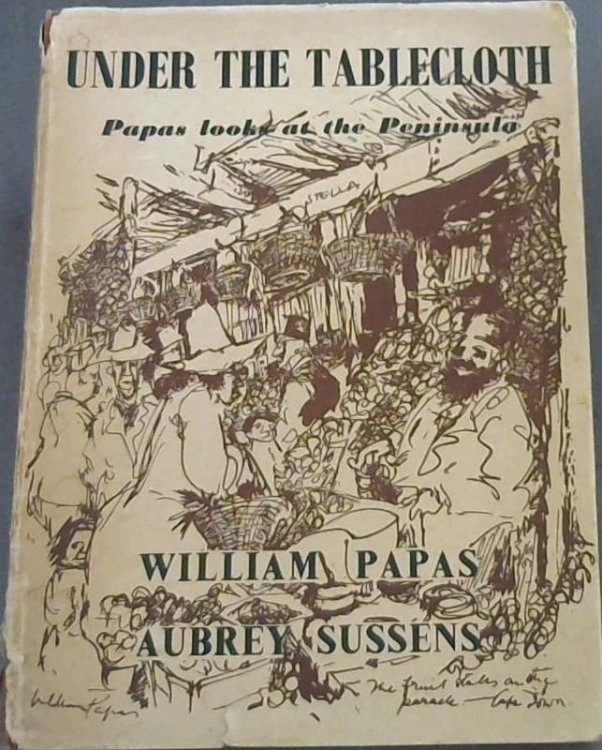 UNDER THE TABLECLOTH
Papas looks at the Peninsula
STELLA
WILLIAM PAPAS
AUBREY SUSSENS
William Papas
The fruit stalls on the
parade — Cape Town